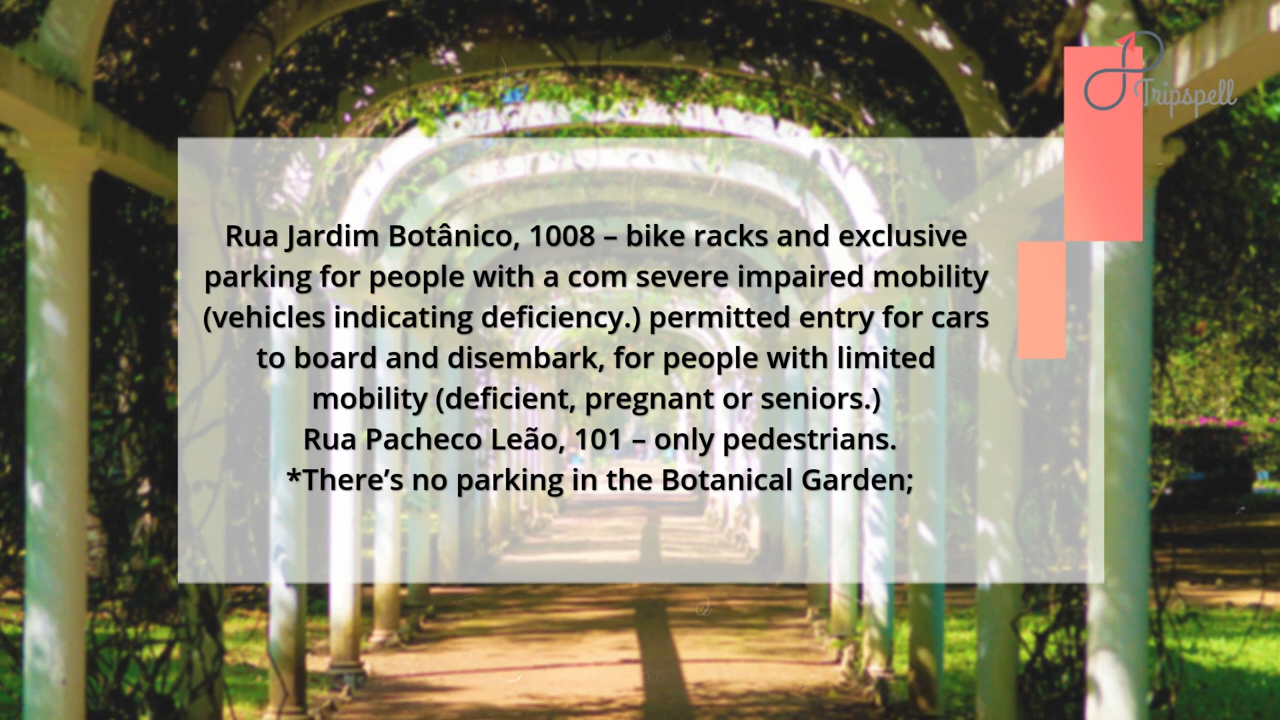 Tripspell
Rua Jardim Botânico, 1008 – bike racks and exclusive
parking for people with a com severe impaired mobility
(vehicles indicating deficiency.) permitted entry for cars
to board and disembark, for people with limited
mobility (deficient, pregnant or seniors.)
Rua Pacheco Leão, 101 – only pedestrians.
*There’s no parking in the Botanical Garden;